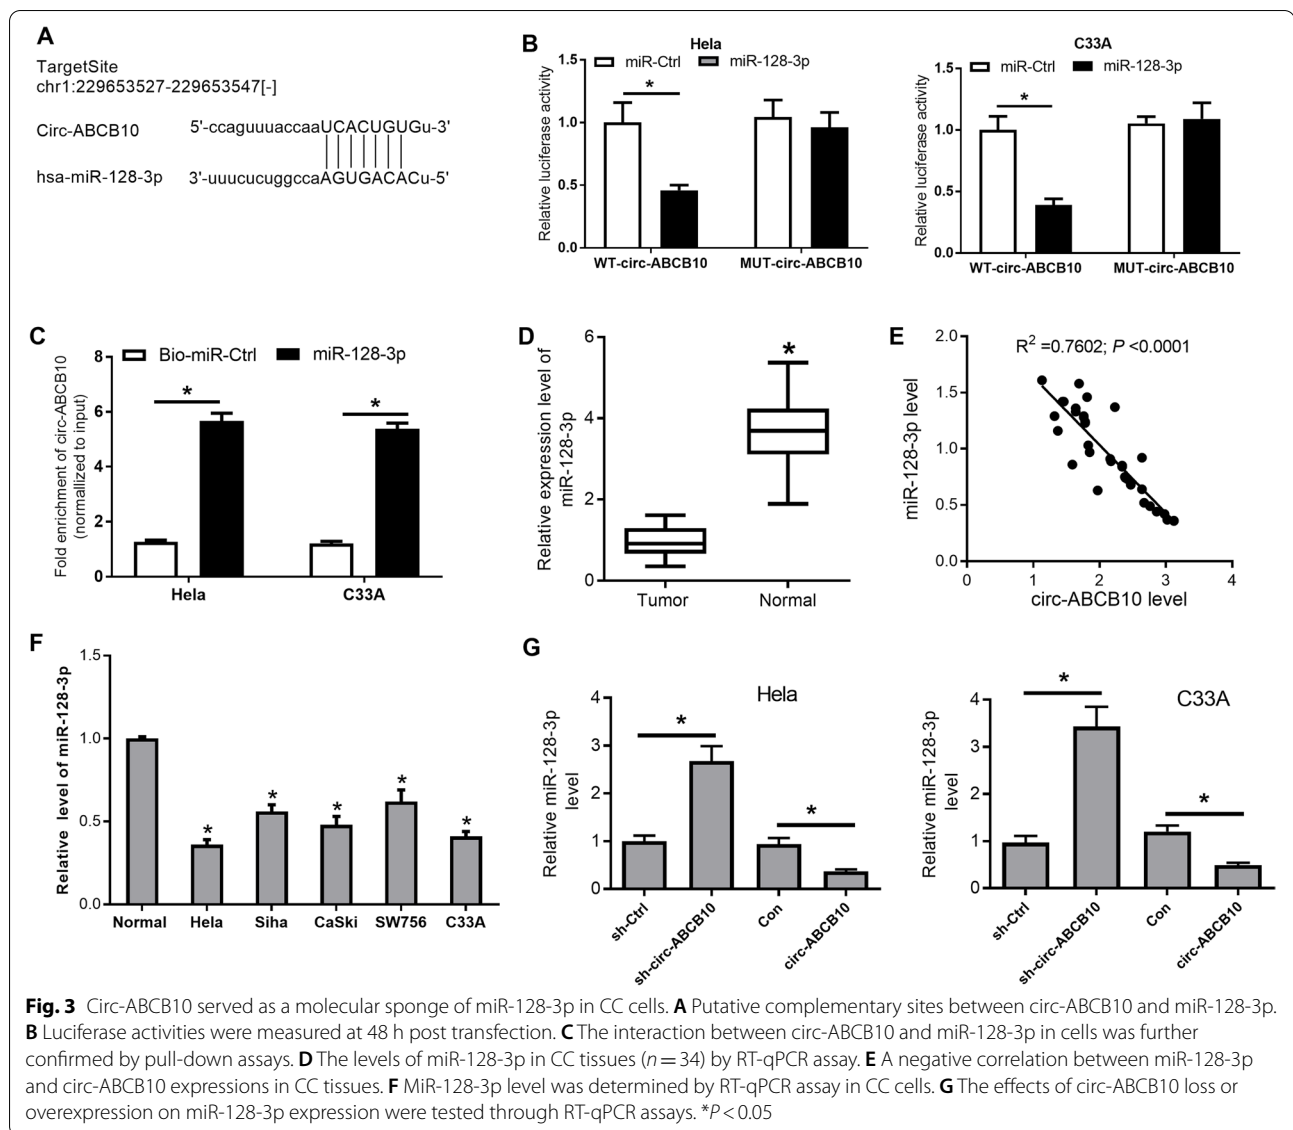 A
TargetSite
chr1:229653527-229653547[-]
Circ-ABCB10 5'-ccaguuuaccaaUCACUGUGu-3'
hsa-miR-128-3p 3'-uuucucuggccaAGUGACACu-5'
B
Hela
miR-Ctrl miR-128-3p
Relative luciferase activity
1.5
1.0
0.5
0.0
*
WT-circ-ABCB10 MUT-circ-ABCB10
C33A
miR-Ctrl miR-128-3p
Relative luciferase activity
1.5
1.0
0.5
0.0
*
WT-circ-ABCB10 MUT-circ-ABCB10
C
Bio-miR-Ctrl miR-128-3p
Fold enrichment of circ-ABCB10
(normallized to input)
8
6
4
2
0
* *
Hela C33A
D
Relative expression level of
miR-128-3p
6
4
2
0
*
Tumor Normal
E
R2 =0.7602; P <0.0001
miR-128-3p level
2.0
1.5
1.0
0.5
0.0
0 1 2 3 4
circ-ABCB10 level
F
Relative level of miR-128-3p
1.5
1.0
0.5
0.0
* * * * *
Normal Hela Siha CaSki SW756 C33A
G
Hela
Relative miR-128-3p
level
4
3
2
1
0
* *
sh-Ctrl sh-circ-ABCB10 Con circ-ABCB10
C33A
Relative miR-128-3p
level
4
3
2
1
0
* *
sh-Ctrl sh-circ-ABCB10 Con circ-ABCB10
Fig. 3 Circ-ABCB10 served as a molecular sponge of miR-128-3p in CC cells. A Putative complementary sites between circ-ABCB10 and miR-128-3p.
B Luciferase activities were measured at 48 h post transfection. C The interaction between circ-ABCB10 and miR-128-3p in cells was further
confirmed by pull-down assays. D The levels of miR-128-3p in CC tissues (n = 34) by RT-qPCR assay. E A negative correlation between miR-128-3p
and circ-ABCB10 expressions in CC tissues. F MiR-128-3p level was determined by RT-qPCR assay in CC cells. G The effects of circ-ABCB10 loss or
overexpression on miR-128-3p expression were tested through RT-qPCR assays. *P < 0.05